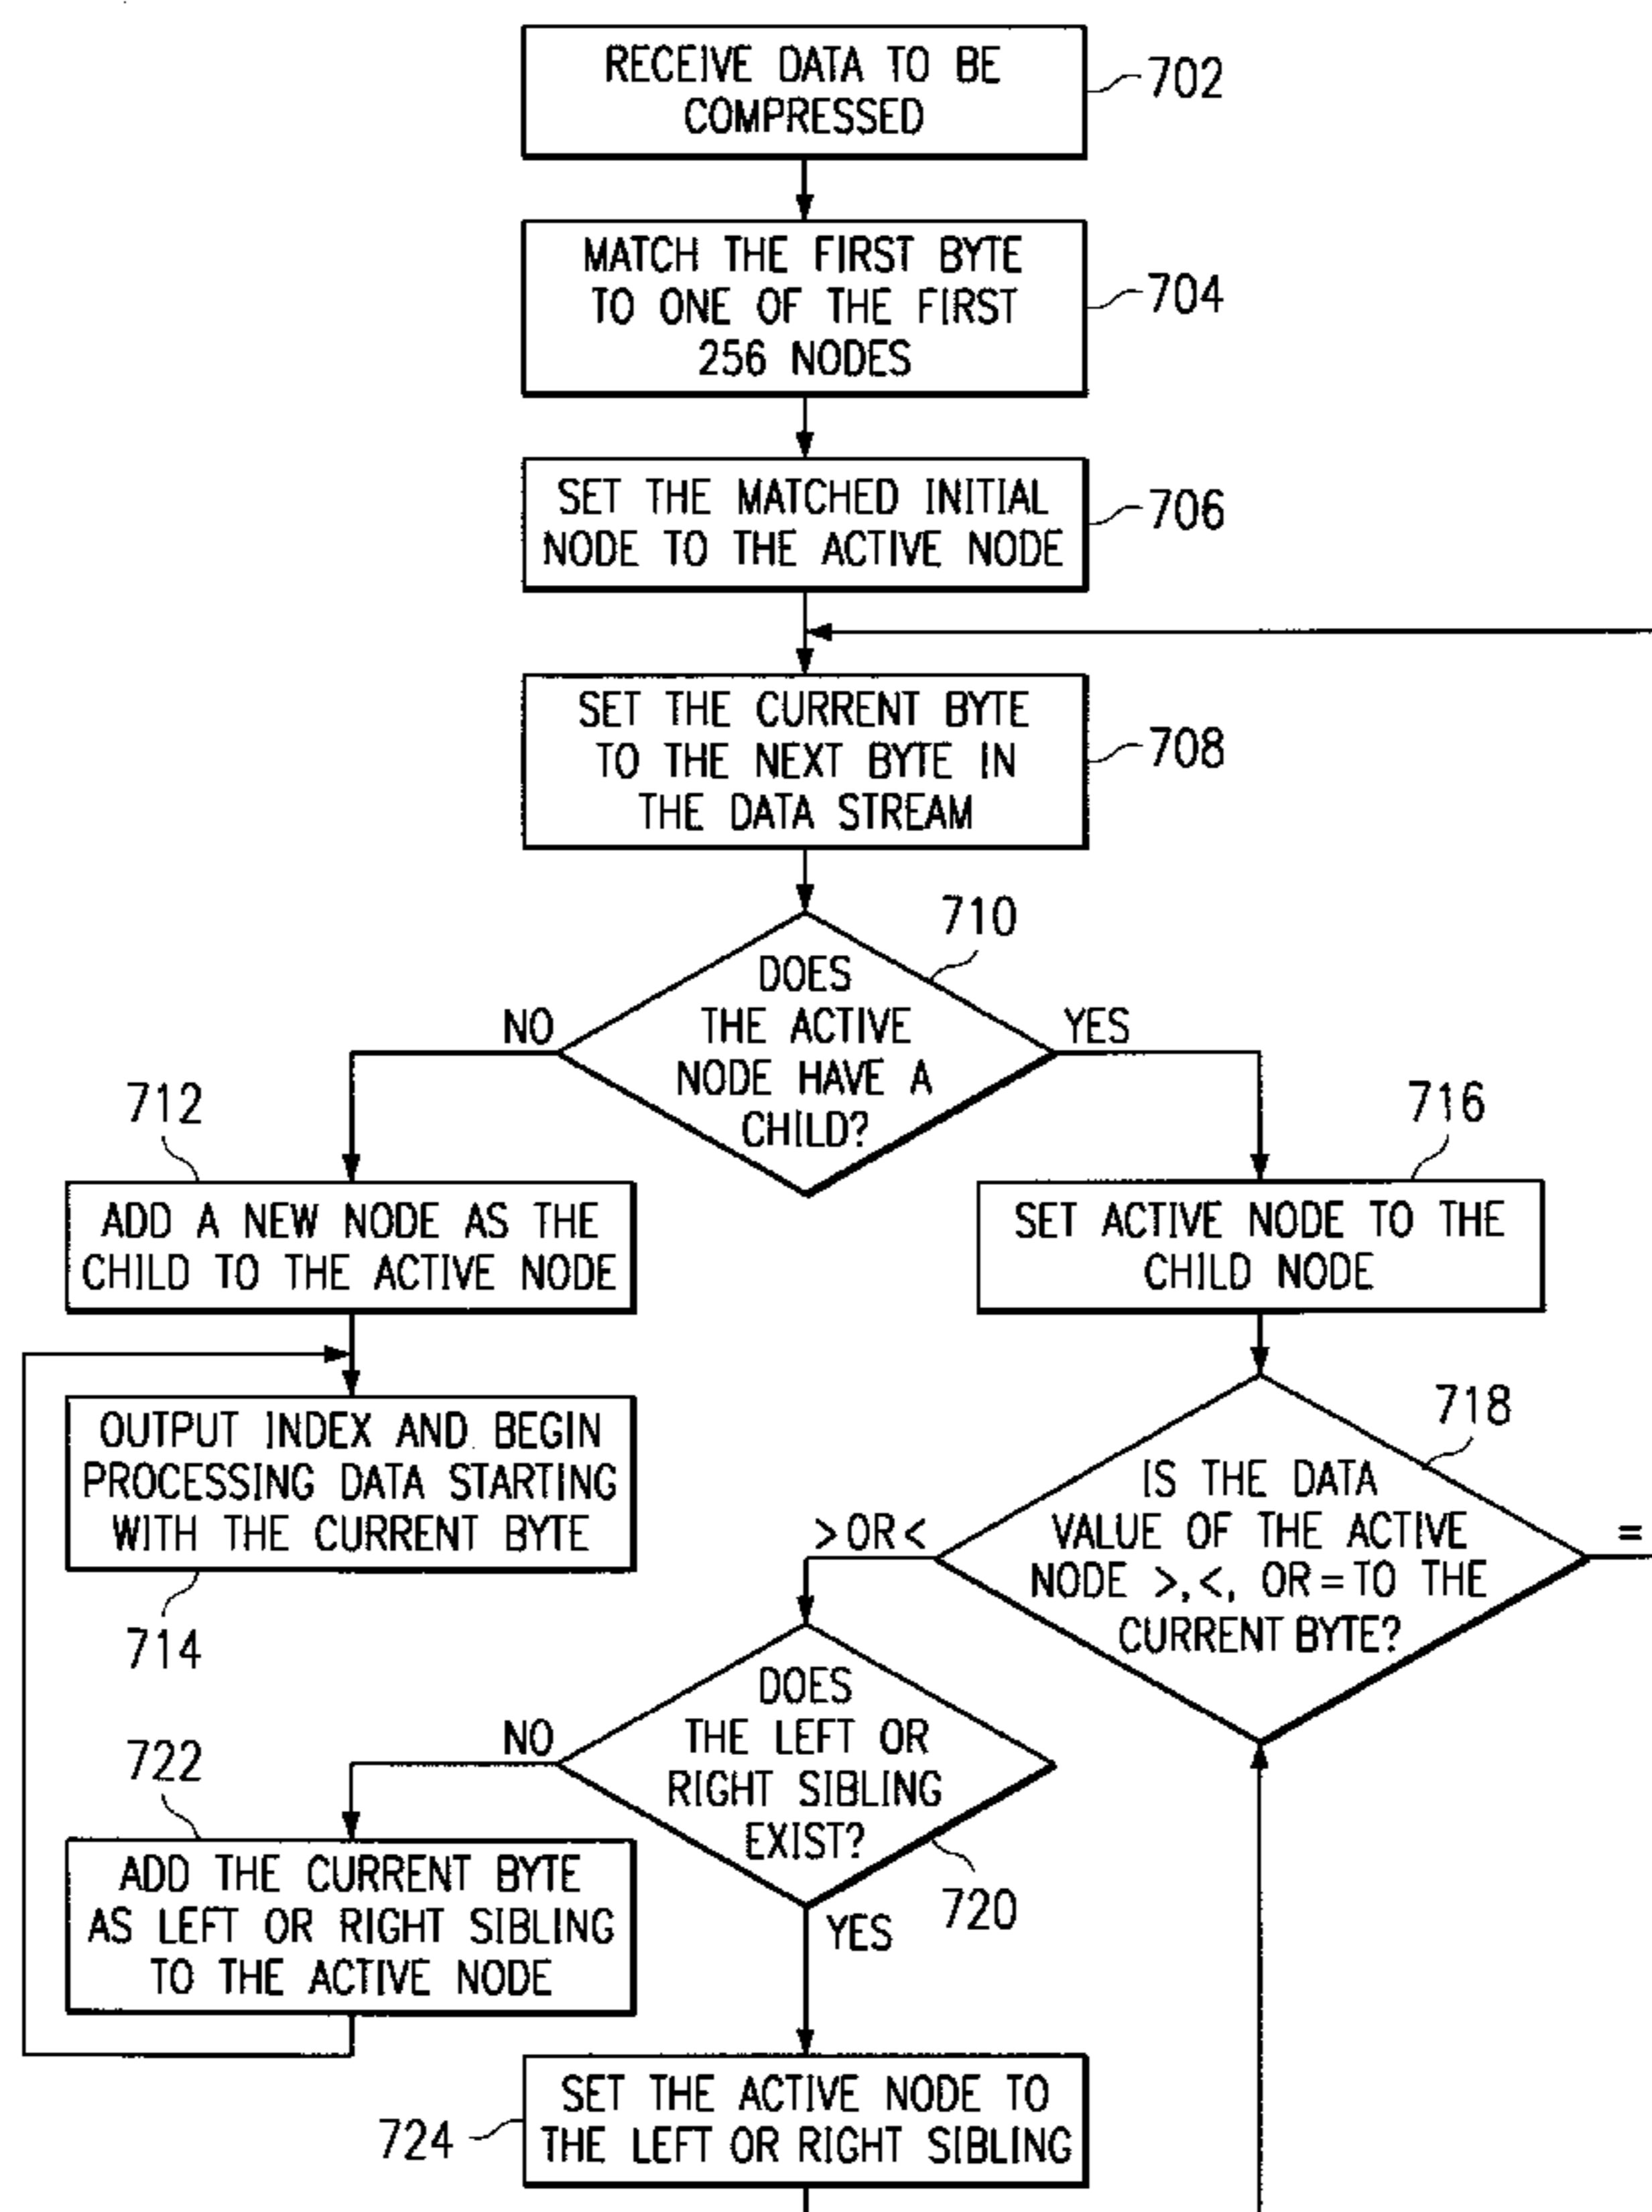 RECEIVE DATA TO BE
COMPRESSED
702
MATCH THE FIRST BYTE
TO ONE OF THE FIRST
256 NODES
704
SET THE MATCHED INITIAL
NODE TO THE ACTIVE NODE
706
SET THE CURRENT BYTE
TO THE NEXT BYTE IN
THE DATA STREAM
708
710
DOES
THE ACTIVE
NODE HAVE A
CHILD?
NO
YES
712
ADD A NEW NODE AS THE
CHILD TO THE ACTIVE NODE
716
SET ACTIVE NODE TO THE
CHILD NODE
OUTPUT INDEX AND BEGIN
PROCESSING DATA STARTING
WITH THE CURRENT BYTE
714
718
IS THE DATA
VALUE OF THE ACTIVE
NODE >,<, OR = TO THE
CURRENT BYTE?
> OR <
=
DOES
THE LEFT OR
RIGHT SIBLING
EXIST?
720
NO
YES
722
ADD THE CURRENT BYTE
AS LEFT OR RIGHT SIBLING
TO THE ACTIVE NODE
SET THE ACTIVE NODE TO
THE LEFT OR RIGHT SIBLING
724